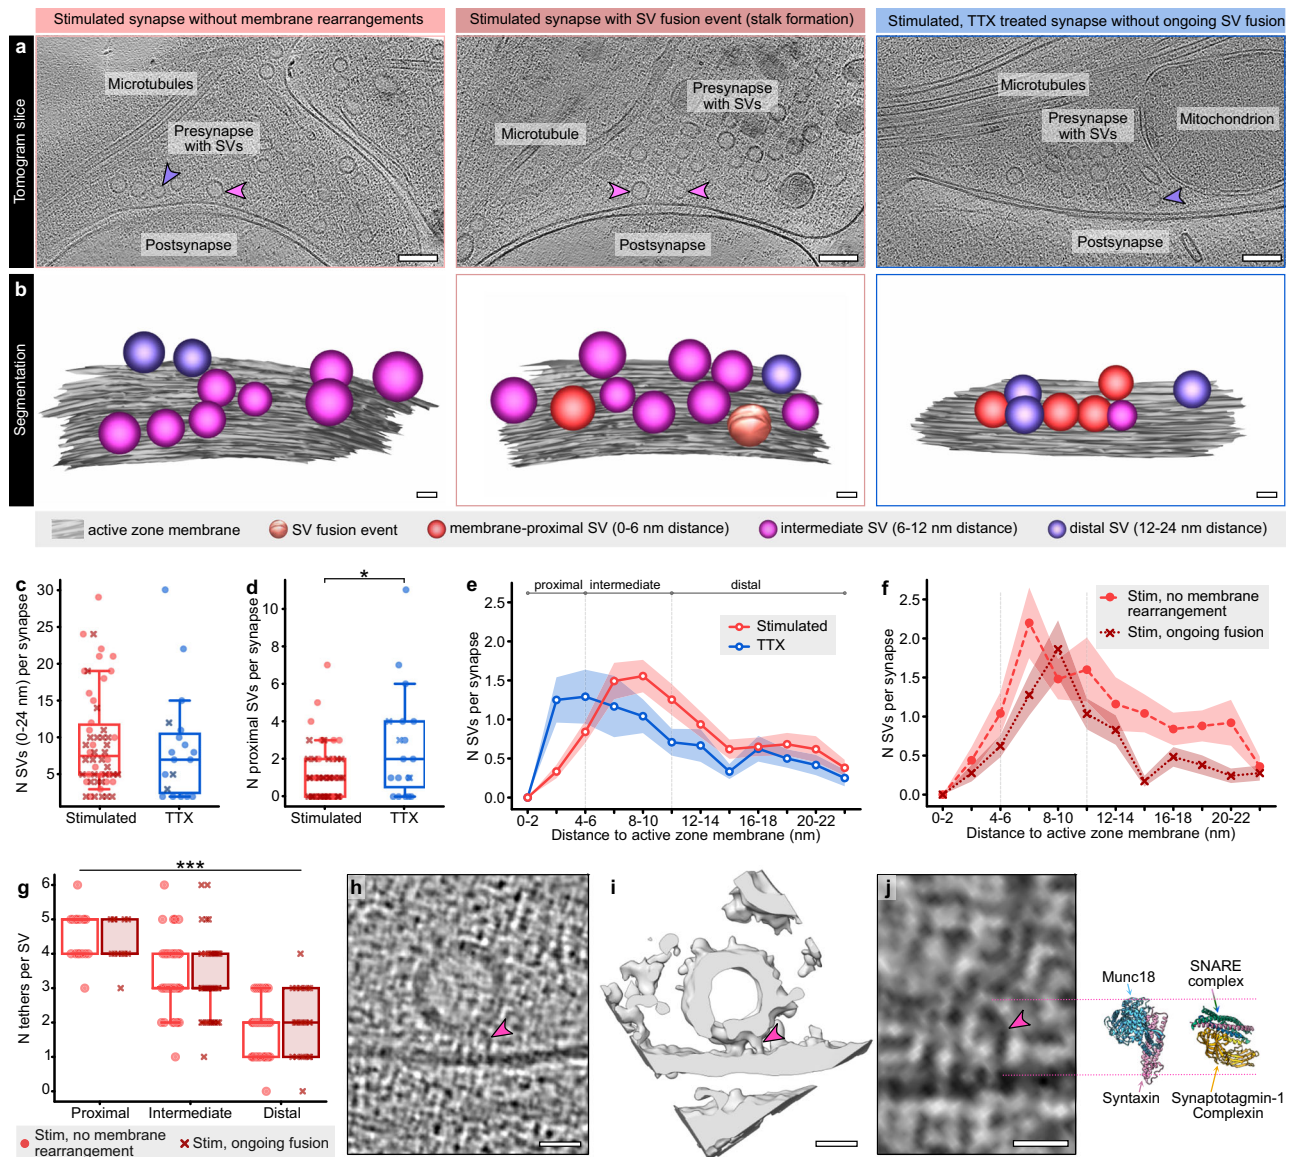 Stimulated synapse without membrane rearrangements
Stimulated synapse with SV fusion event (stalk formation)
Stimulated, TTX treated synapse without ongoing SV fusion
a
Tomogram slice
Microtubules
Presynapse
with SVs
Postsynapse
Microtubule
Presynapse
with SVs
Postsynapse
Microtubules
Presynapse
with SVs
Mitochondrion
Postsynapse
b
Segmentation
active zone membrane
SV fusion event
membrane-proximal SV (0-6 nm distance)
intermediate SV (6-12 nm distance)
distal SV (12-24 nm distance)
c
N SVs (0-24 nm) per synapse
30
25
20
15
10
5
Stimulated
TTX
d
*
N proximal SVs per synapse
10
8
6
4
2
0
Stimulated
TTX
e
proximal
intermediate
distal
N SVs per synapse
2.5
2.0
1.5
1.0
0.5
0.0
Stimulated
TTX
0-2
4-6
8-10
12-14
16-18
20-22
Distance to active zone membrane (nm)
f
N SVs per synapse
2.5
2.0
1.5
1.0
0.5
0.0
Stim, no membrane
rearrangement
Stim, ongoing fusion
0-2
4-6
8-10
12-14
16-18
20-22
Distance to active zone membrane (nm)
g
***
N tethers per SV
6
5
4
3
2
1
0
Proximal
Intermediate
Distal
Stim, no membrane
rearrangement
Stim, ongoing fusion
h
i
j
Munc18
SNARE
complex
Syntaxin
Synaptotagmin-1
Complexin